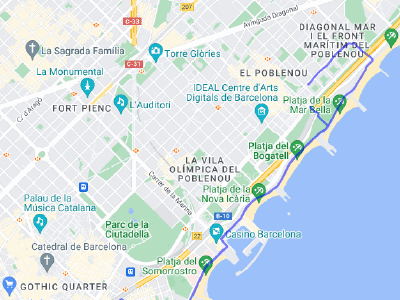 C-33
207
Avinguda Diagonal
DIAGONAL MAR
I EL FRONT
MARÍTIM DEL
POBLENOU
La Sagrada Família
Torre Glòries
C-31
La Monumental
EL POBLENOU
IDEAL Centre d'Arts
Digitals de Barcelona
C/ d'Aragó
FORT PIENC
L'Auditori
Platja de la
Mar Bella
Platja del
Bogatell
LA VILA
OLÍMPICA DEL
POBLENOU
Carrer de la Marina
Platja de la
Nova Icària
Palau de la
Música Catalana
Parc de la
Ciutadella
B-10
22
Casino Barcelona
Catedral de Barcelona
Platja del
Somorrostro
GOTHIC QUARTER